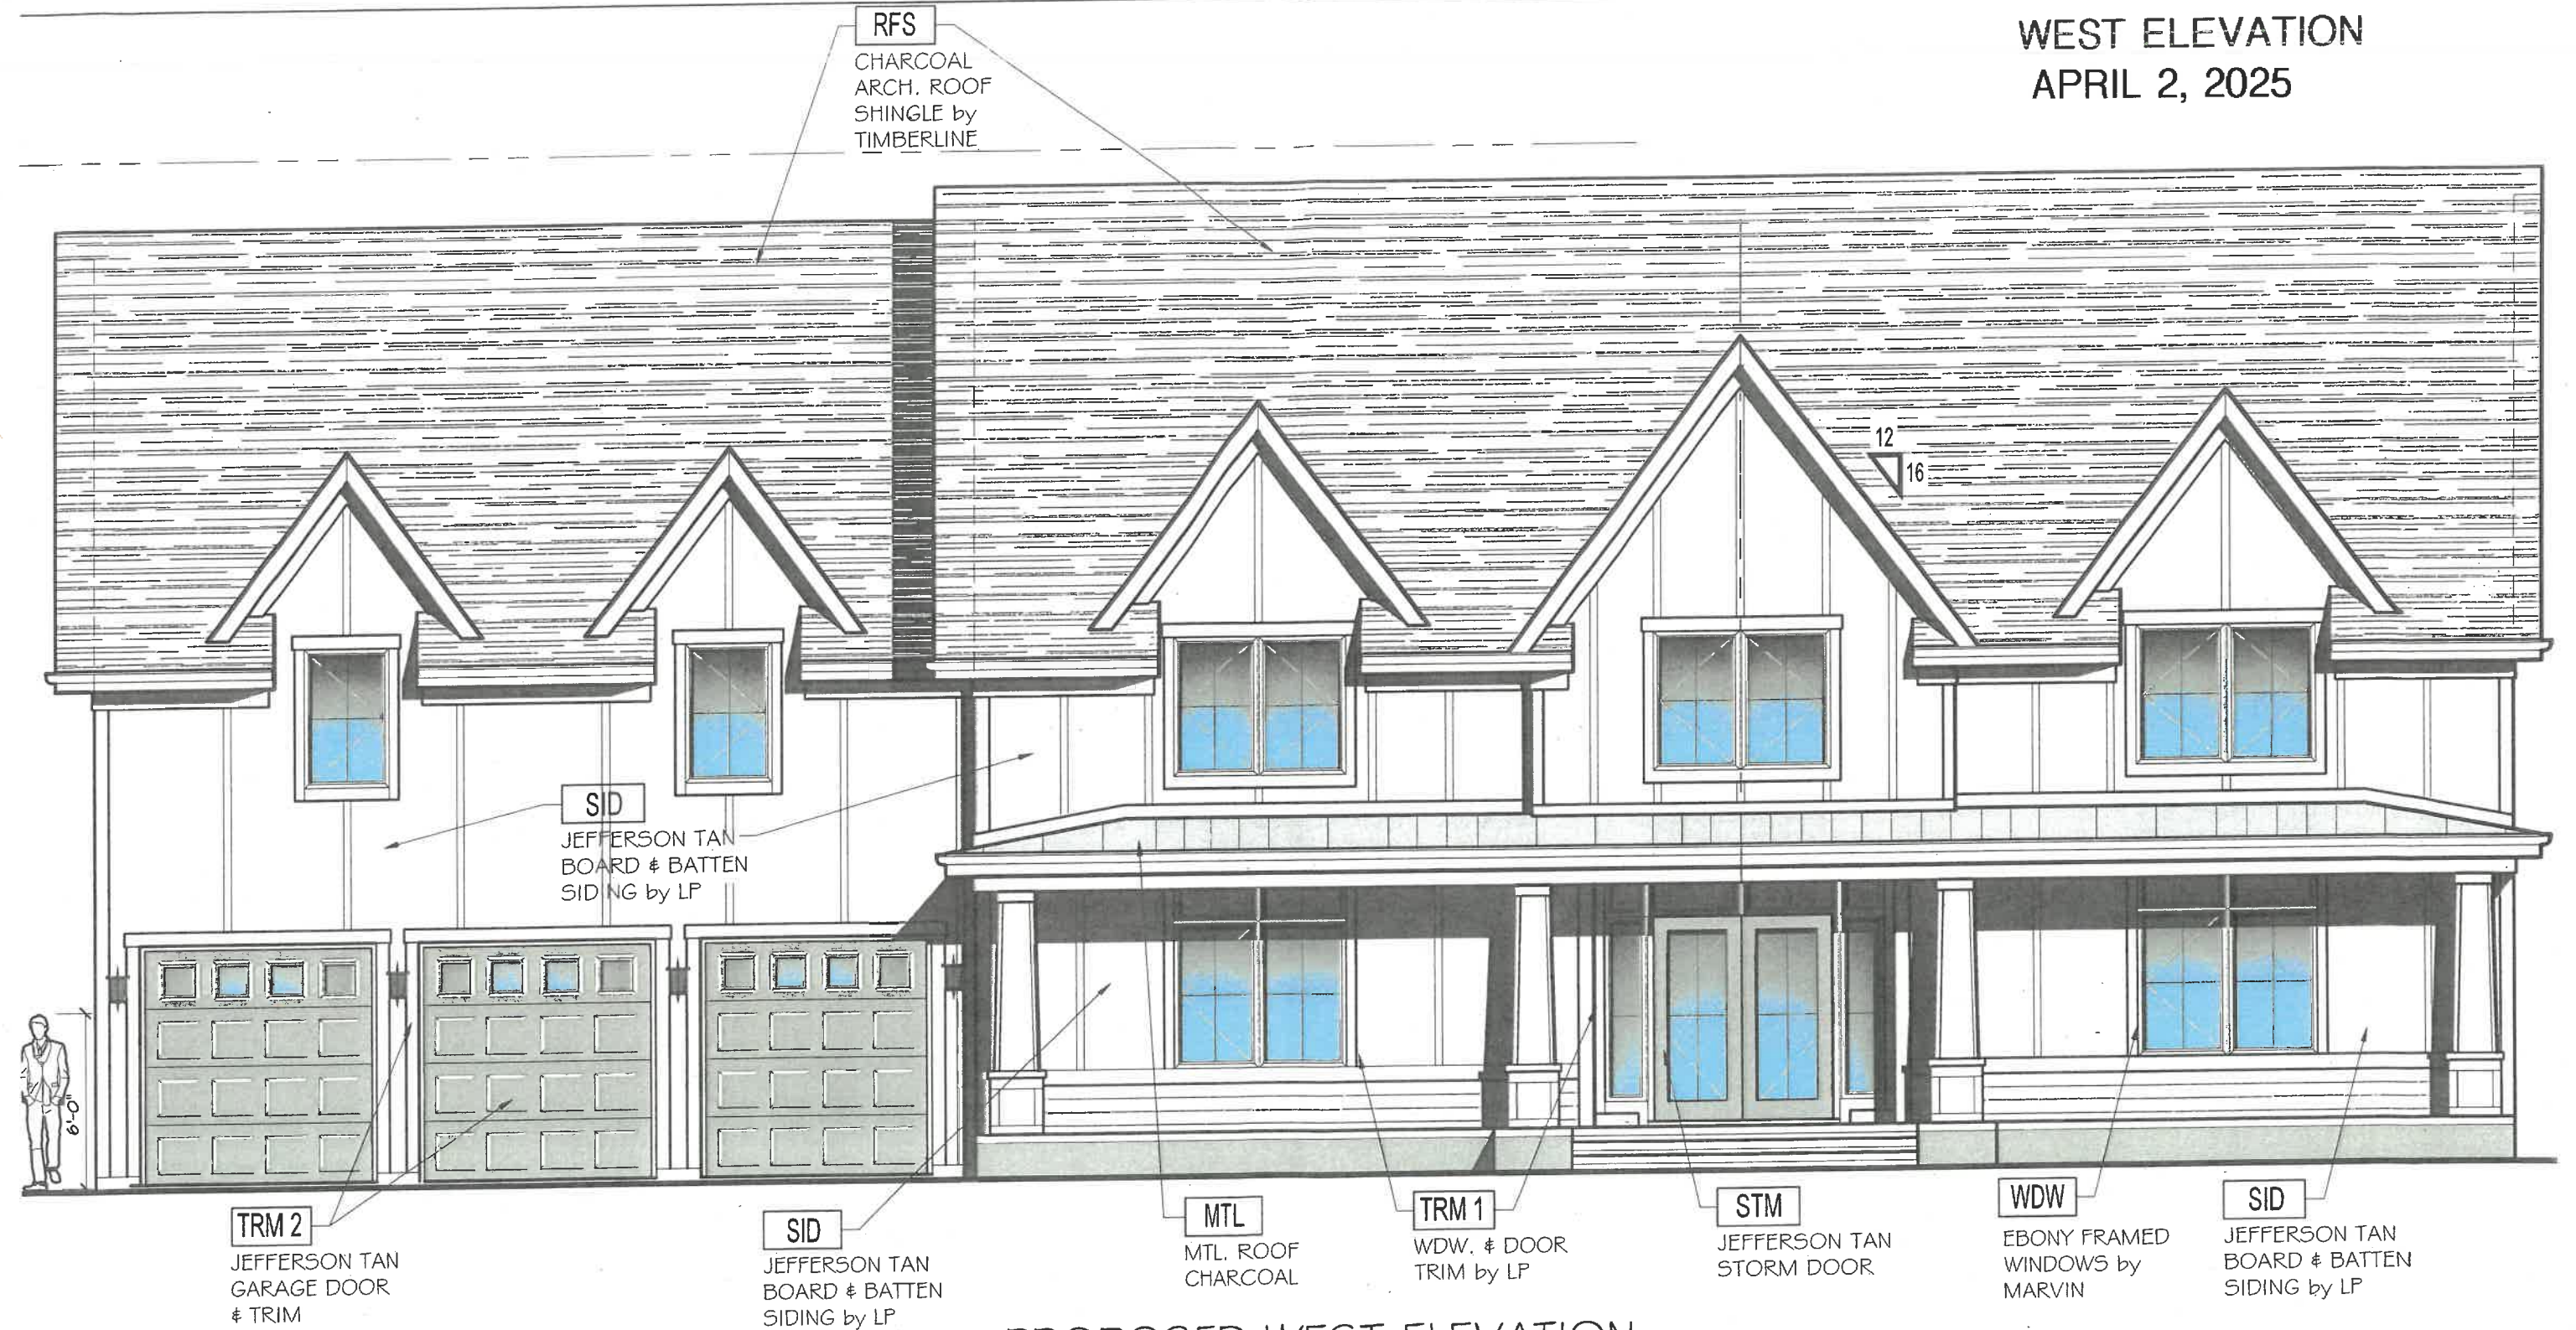 WEST ELEVATION
APRIL 2, 2025
RFS
CHARCOAL
ARCH. ROOF
SHINGLE by
TIMBERLINE
12
16
SID
JEFFERSON TAN
BOARD & BATTEN
SIDING by LP
6'-0"
TRM 2
JEFFERSON TAN
GARAGE DOOR
& TRIM
SID
JEFFERSON TAN
BOARD & BATTEN
SIDING by LP
MTL
MTL. ROOF
CHARCOAL
TRM 1
WDW. & DOOR
TRIM by LP
STM
JEFFERSON TAN
STORM DOOR
WDW
EBONY FRAMED
WINDOWS by
MARVIN
SID
JEFFERSON TAN
BOARD & BATTEN
SIDING by LP
PROPOSED WEST ELEVATION